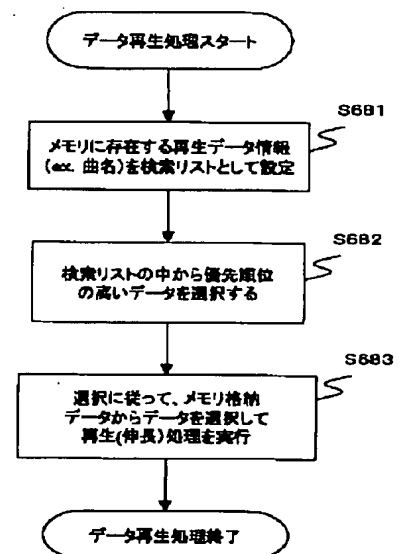 データ再生処理スタート
S681
メモリに存在する再生データ情報
(ex. 曲名)を検索リストとして設定
S682
検索リストの中から優先順位
の高いデータを選択する
S683
選択に従って、メモリ格納
データからデータを選択して
再生(伸長)処理を実行
データ再生処理終了